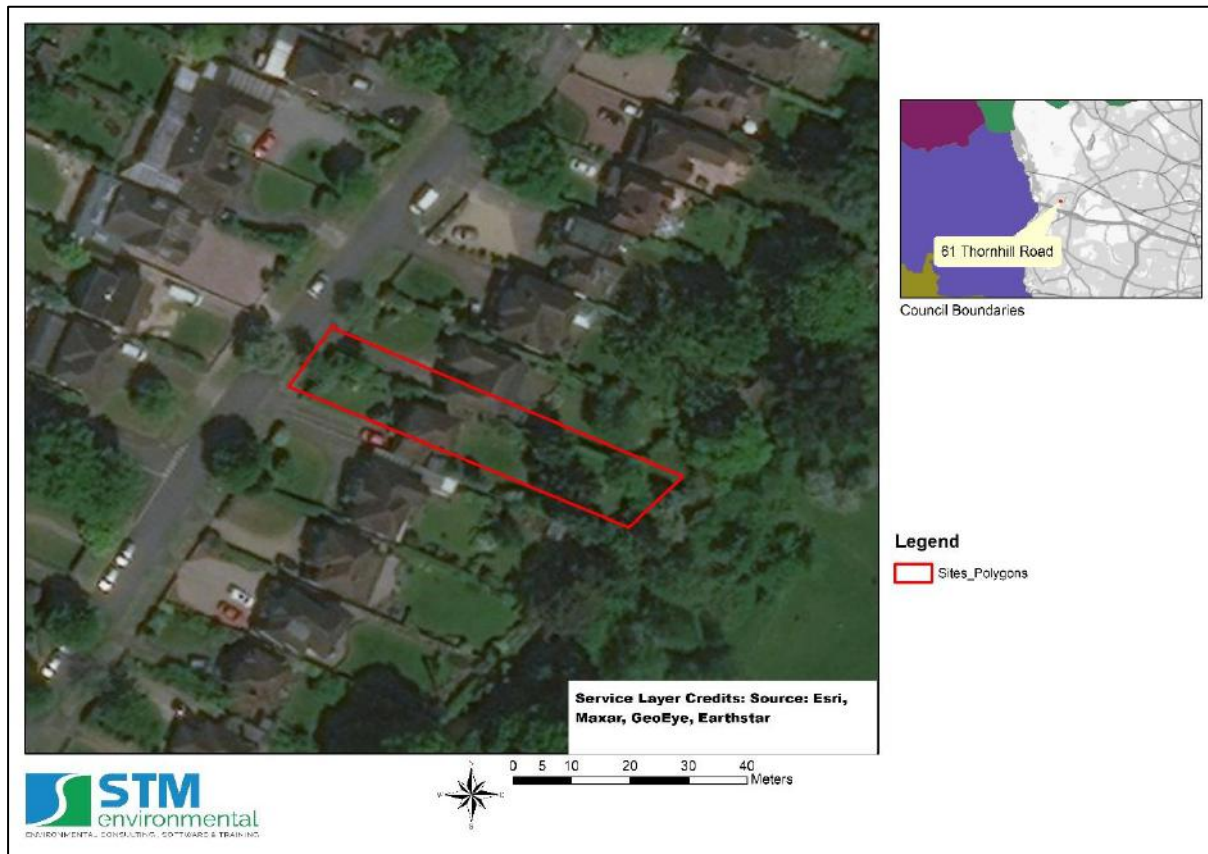 61 Thornhill Road
Council Boundaries
Legend
Sites_Polygons
Service Layer Credits: Source: Esri,
Maxar, GeoEye, Earthstar
0 5 10 20 30 40
Meters
N
W E
S
STM
environmental
ENVIRONMENTAL CONSULTING, SOFTWARE & TRAINING